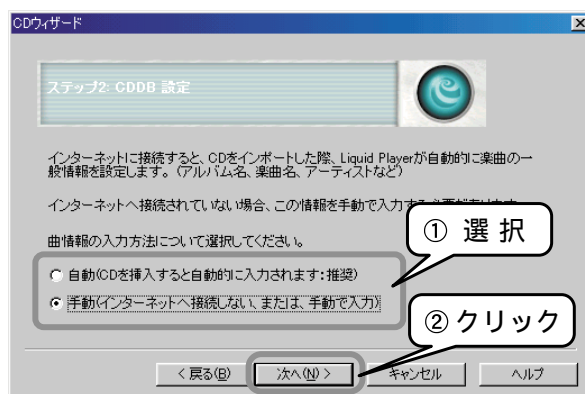 CDウィザード
ステップ2: CDDB 設定
インターネットに接続すると、CDをインポートした際、Liquid Playerが自動的に楽曲の一
般情報を設定します。(アルバム名、楽曲名、アーティストなど)
インターネットへ接続されていない場合、この情報を手動で入力
曲情報の入力方法について選択してください。
① 選択
自動(CDを挿入すると自動的に入力されます:推奨)
手動(インターネットへ接続しない、または、手動で入力)
② クリック
< 戻る(B)
次へ(N) >
キャンセル
ヘルプ